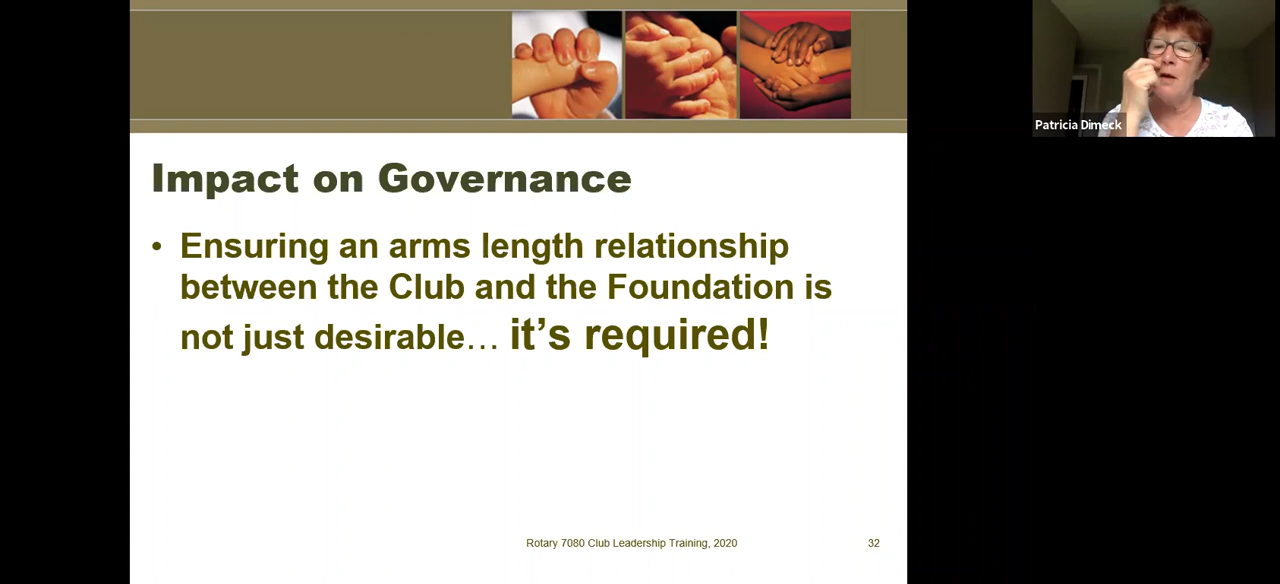 Patricia Dimeck
Impact on Governance
• Ensuring an arms length relationship
between the Club and the Foundation is
not just desirable… it’s required!
Rotary 7080 Club Leadership Training, 2020
32